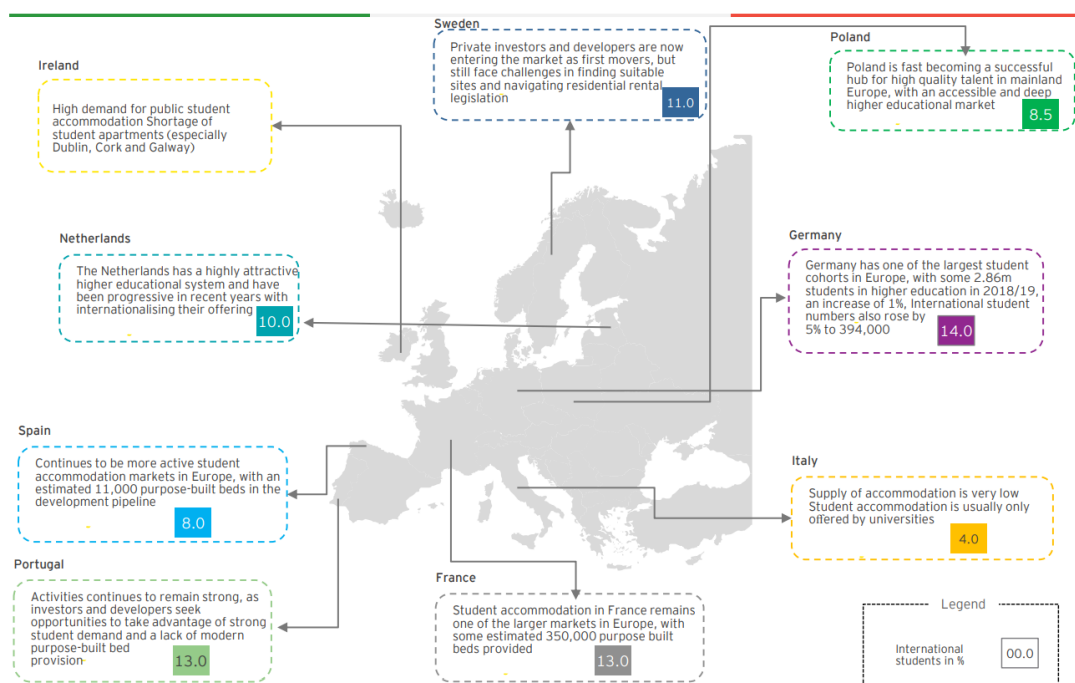 Sweden
Private investors and developers are now
entering the market as first movers, but
still face challenges in finding suitable
sites and navigating residential rental
legislation
11.0
Poland
Poland is fast becoming a successful
hub for high quality talent in mainland
Europe, with an accessible and deep
higher educational market
8.5
Ireland
High demand for public student
accommodation Shortage of
student apartments (especially
Dublin, Cork and Galway)
Netherlands
The Netherlands has a highly attractive
higher educational system and have
been progressive in recent years with
internationalising their offering
10.0
Germany
Germany has one of the largest student
cohorts in Europe, with some 2.86m
students in higher education in 2018/19,
an increase of 1%, International student
numbers also rose by
5% to 394,000
14.0
Spain
Continues to be more active student
accommodation markets in Europe, with an
estimated 11,000 purpose-built beds in the
development pipeline
8.0
Italy
Supply of accommodation is very low
Student accommodation is usually only
offered by universities
4.0
Portugal
Activities continues to remain strong, as
investors and developers seek
opportunities to take advantage of strong
student demand and a lack of modern
purpose-built bed
provision
13.0
France
Student accommodation in France remains
one of the larger markets in Europe, with
some estimated 350,000 purpose built
beds provided
13.0
Legend
International
students in %
00.0